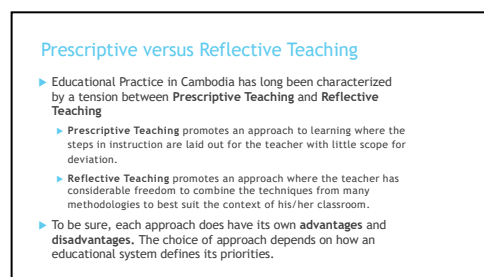 Prescriptive versus Reflective Teaching
Educational Practice in Cambodia has long been characterized
by a tension between Prescriptive Teaching and Reflective
Teaching
Prescriptive Teaching promotes an approach to learning where the
steps in instruction are laid out for the teacher with little scope for
deviation.
Reflective Teaching promotes an approach where the teacher has
considerable freedom to combine the techniques from many
methodologies to best suit the context of his/her classroom.
To be sure, each approach does have its own advantages and
disadvantages. The choice of approach depends on how an
educational system defines its priorities.